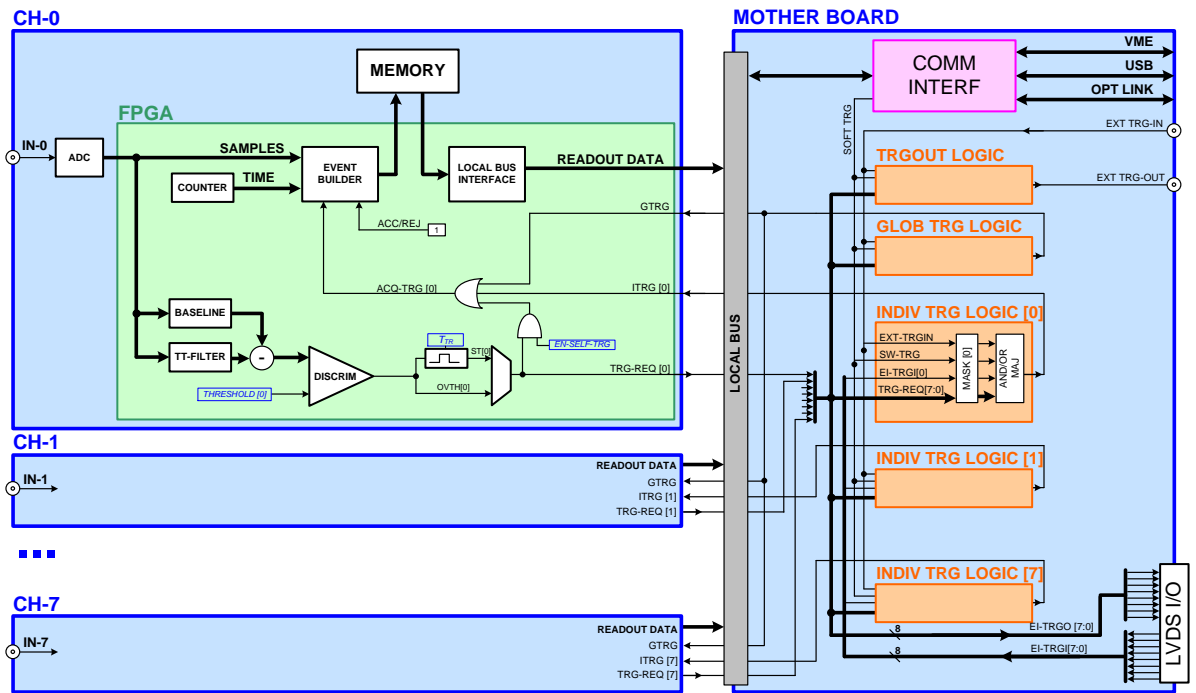 CH-0
MOTHER BOARD
MEMORY
COMM
INTERF
VME
USB
OPT LINK
FPGA
IN-0
ADC
SAMPLES
COUNTER
TIME
EVENT
BUILDER
LOCAL BUS
INTERFACE
READOUT DATA
ACC/REJ
1
GTRG
SOFT TRG
EXT TRG-IN
TRGOUT LOGIC
EXT TRG-OUT
GLOB TRG LOGIC
ACQ-TRG [0]
ITRG [0]
BASELINE
TT-FILTER
-
DISCRIM
THRESHOLD [0]
TTR
ST[0]
OVTH[0]
EN-SELF-TRG
TRG-REQ [0]
LOCAL BUS
INDIV TRG LOGIC [0]
EXT-TRGIN
SW-TRG
EI-TRGI[0]
TRG-REQ[7:0]
MASK [0]
AND/OR
MAJ
CH-1
IN-1
READOUT DATA
GTRG
ITRG [1]
TRG-REQ [1]
INDIV TRG LOGIC [1]
CH-7
IN-7
READOUT DATA
GTRG
ITRG [7]
TRG-REQ [7]
INDIV TRG LOGIC [7]
8
EI-TRGO [7:0]
8
EI-TRGI[7:0]
LVDS I/O